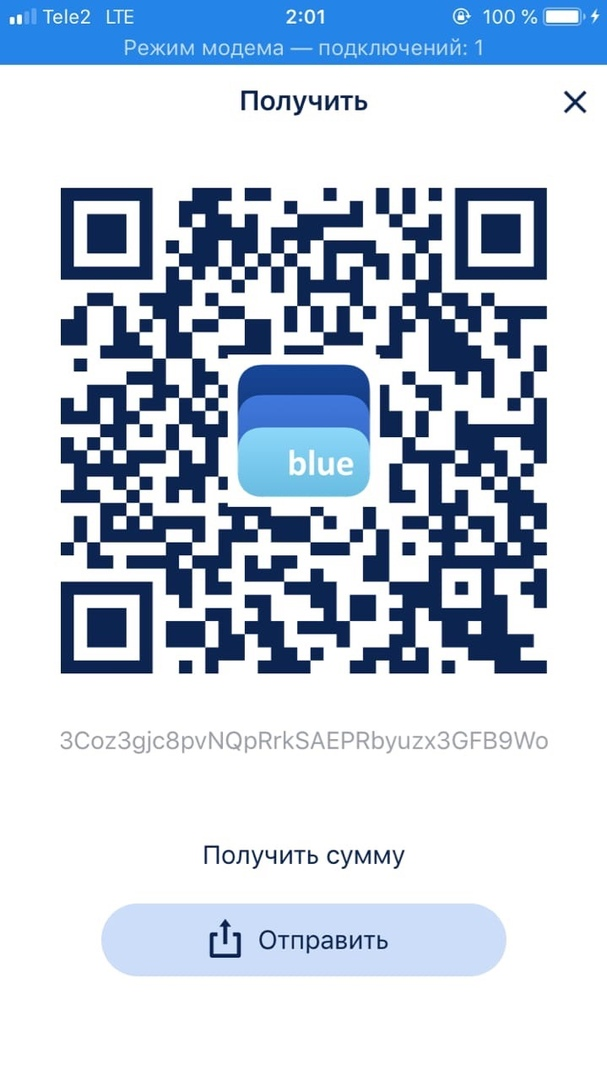 Tele2 LTE 2:01 100 %
Режим модема — подключений: 1
Получить
blue
3Coz3gjc8pvNQpRrkSAEPRbyuzx3GFB9Wo
Получить сумму
Отправить